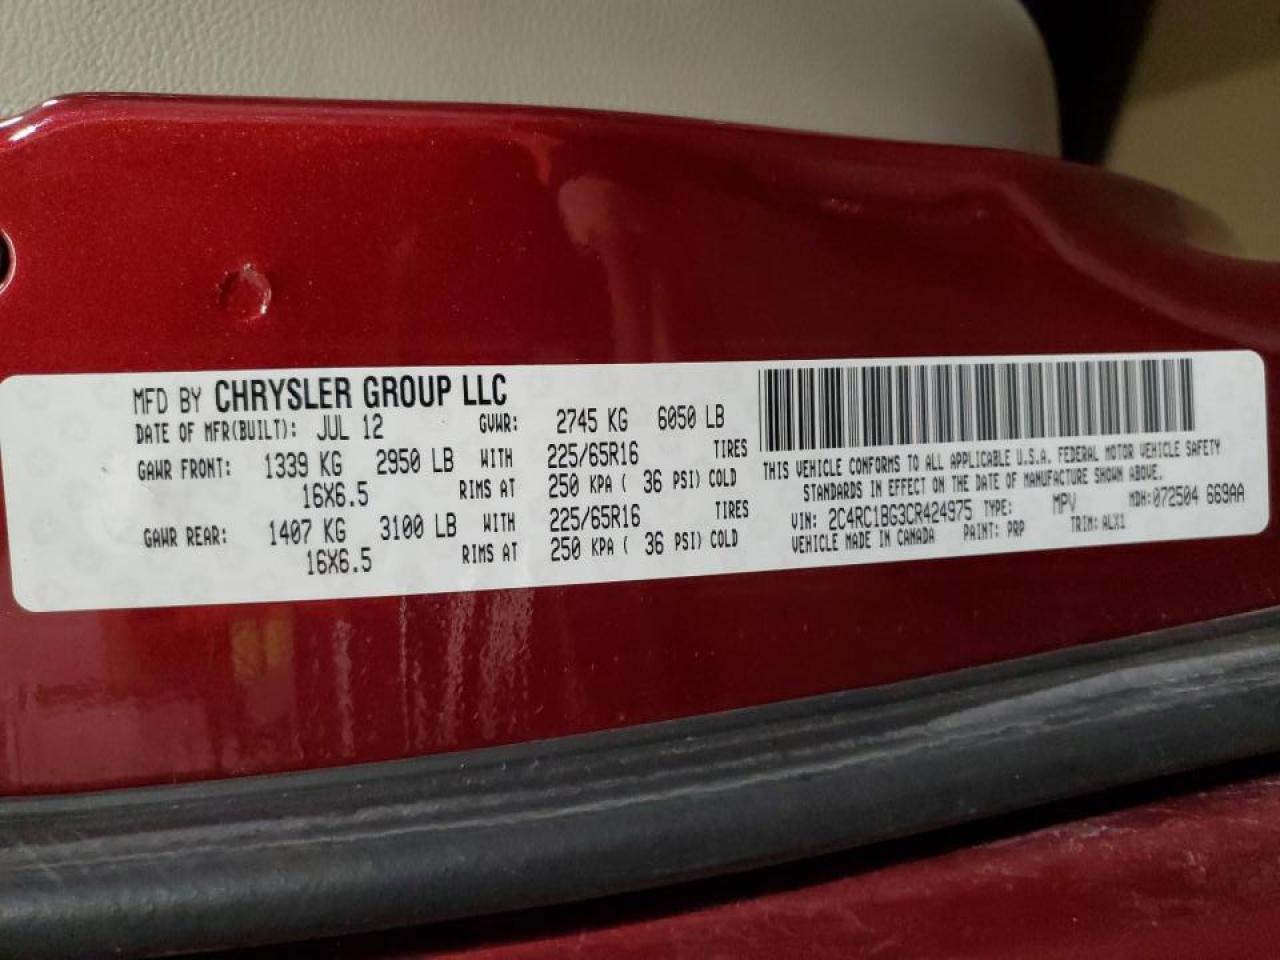 MFD BY CHRYSLER GROUP LLC
DATE OF MFR(BUILT): JUL 12 GVWR: 2745 KG 6050 LB
GAWR FRONT: 1339 KG 2950 LB WITH 225/65R16 TIRES
16X6.5 RIMS AT 250 KPA ( 36 PSI) COLD
GAWR REAR: 1407 KG 3100 LB WITH 225/65R16 TIRES
16X6.5 RIMS AT 250 KPA ( 36 PSI) COLD
THIS VEHICLE CONFORMS TO ALL APPLICABLE U.S.A. FEDERAL MOTOR VEHICLE SAFETY
STANDARDS IN EFFECT ON THE DATE OF MANUFACTURE SHOWN ABOVE.
VIN: 2C4RC1BG3CR424975 TYPE: MPV MDH:072504 669AA
VEHICLE MADE IN CANADA PAINT: PRP TRIM: ALX1